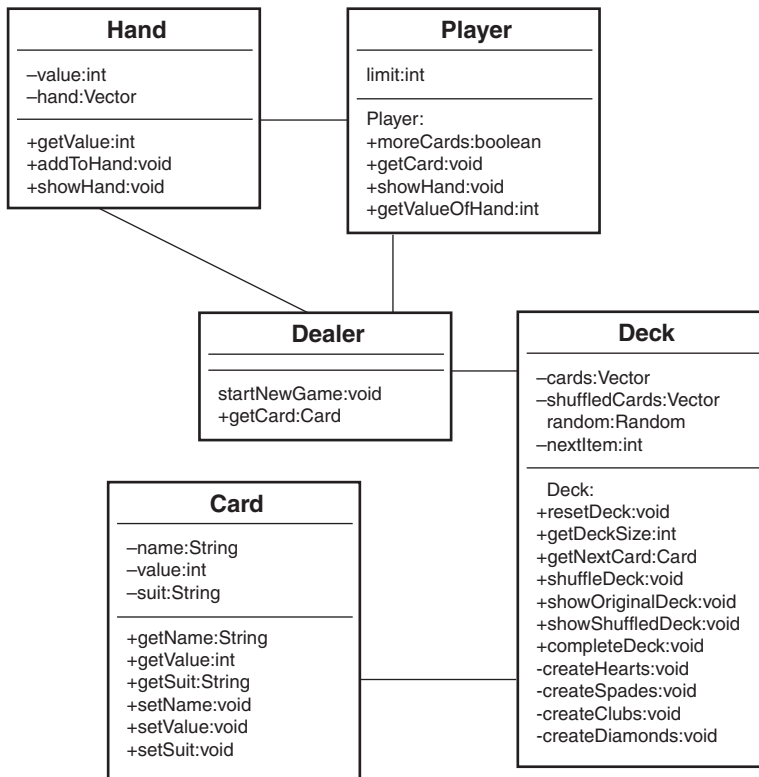 Hand
–value:int
–hand:Vector
+getValue:int
+addToHand:void
+showHand:void
Player
limit:int
Player:
+moreCards:boolean
+getCard:void
+showHand:void
+getValueOfHand:int
Dealer
startNewGame:void
+getCard:Card
Deck
–cards:Vector
–shuffledCards:Vector
random:Random
–nextItem:int
Deck:
+resetDeck:void
+getDeckSize:int
+getNextCard:Card
+shuffleDeck:void
+showOriginalDeck:void
+showShuffledDeck:void
+completeDeck:void
-createHearts:void
-createSpades:void
-createClubs:void
-createDiamonds:void
Card
–name:String
–value:int
–suit:String
+getName:String
+getValue:int
+getSuit:String
+setName:void
+setValue:void
+setSuit:void